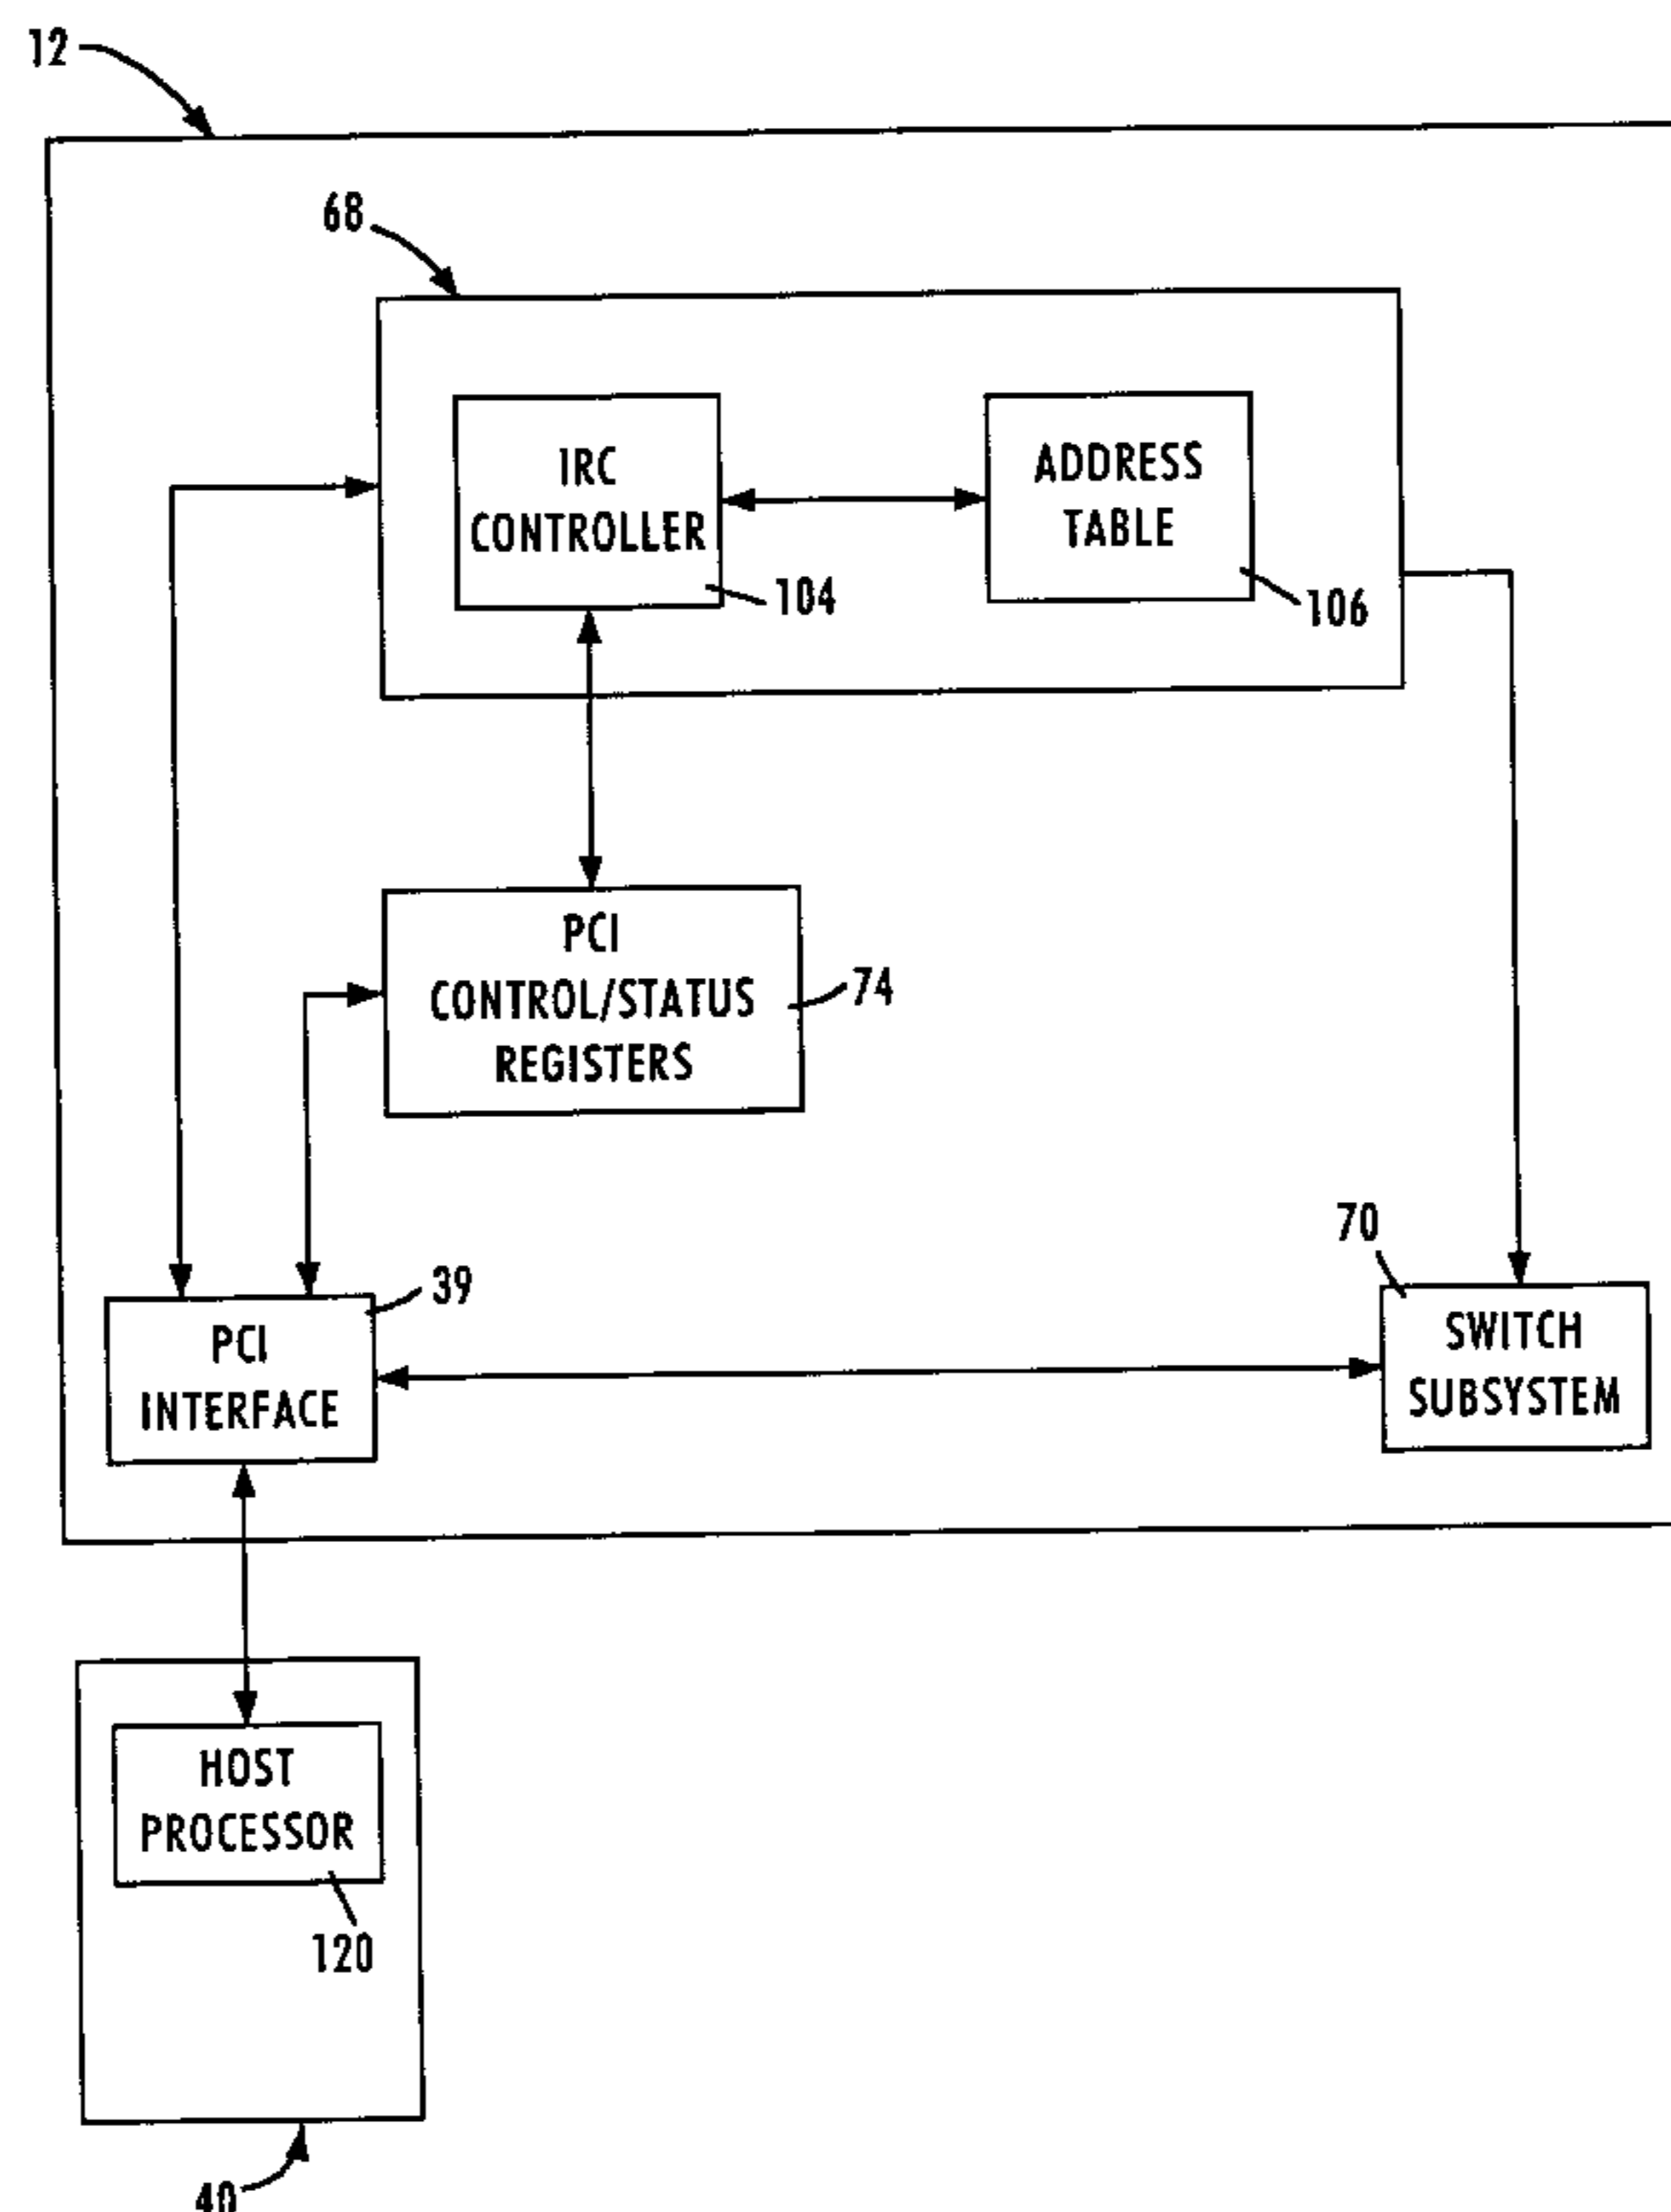 12
68
IRC
CONTROLLER
104
ADDRESS
TABLE
106
PCI
CONTROL/STATUS
REGISTERS
74
70
39
PCI
INTERFACE
SWITCH
SUBSYSTEM
HOST
PROCESSOR
120
40